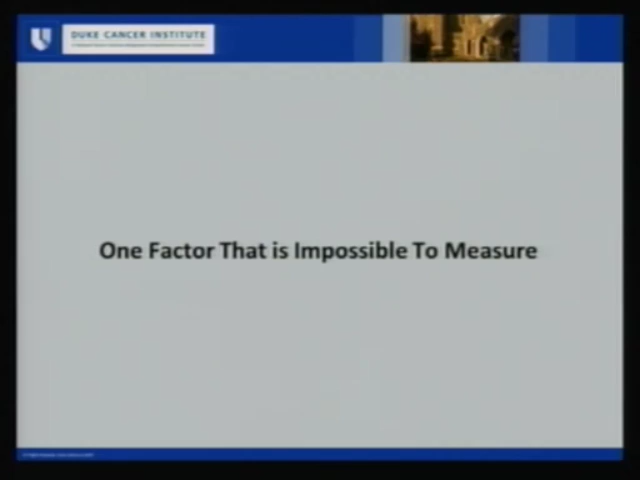 DUKE CANCER INSTITUTE
One Factor That is Impossible To Measure